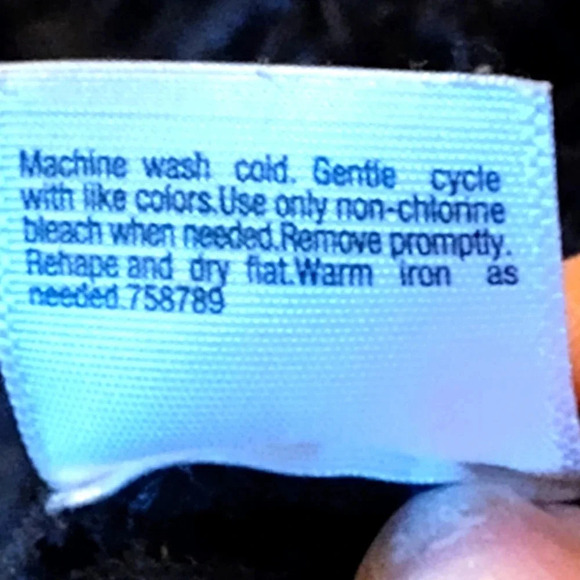 Machine wash cold. Gentle cycle
with like colors.Use only non-chlorine
bleach when needed.Remove promptly.
Rehape and dry flat.Warm iron as
needed.758789